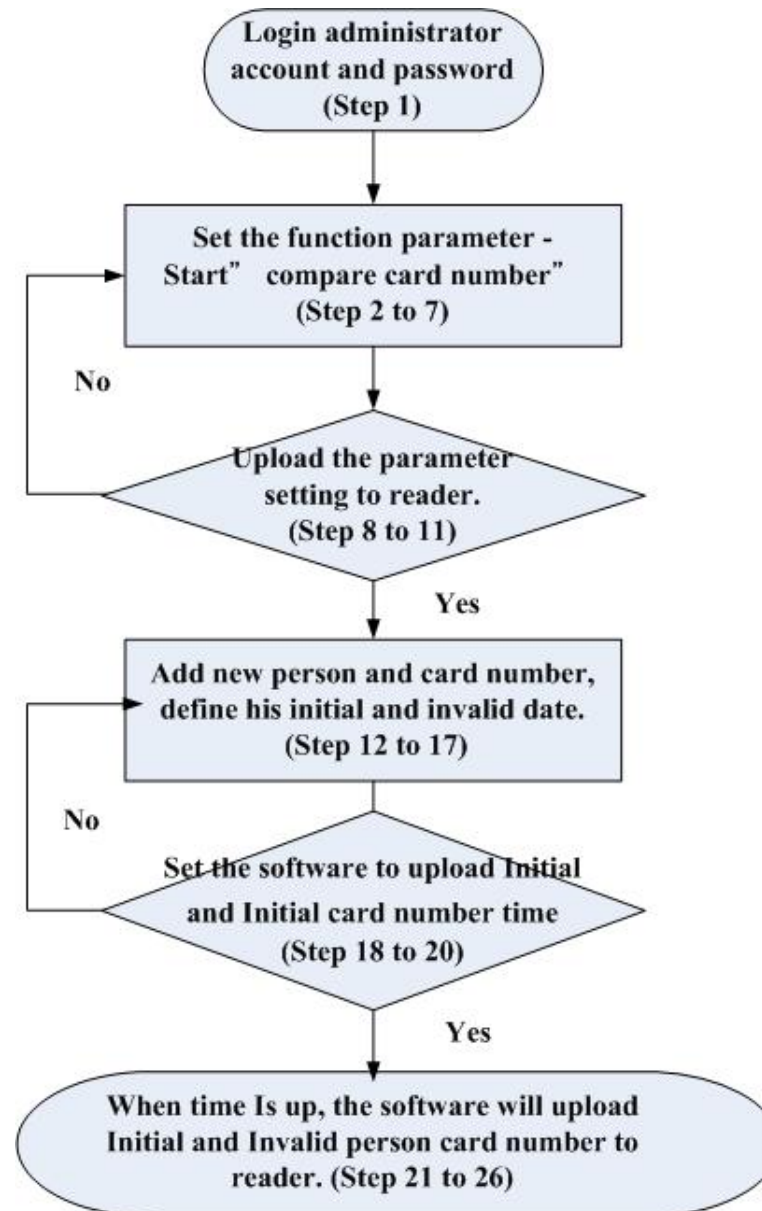 Login administrator
account and password
(Step 1)
Set the function parameter -
Start” compare card number”
(Step 2 to 7)
No
Upload the parameter
setting to reader.
(Step 8 to 11)
Yes
Add new person and card number,
define his initial and invalid date.
(Step 12 to 17)
No
Set the software to upload Initial
and Initial card number time
(Step 18 to 20)
Yes
When time Is up, the software will upload
Initial and Invalid person card number to
reader. (Step 21 to 26)